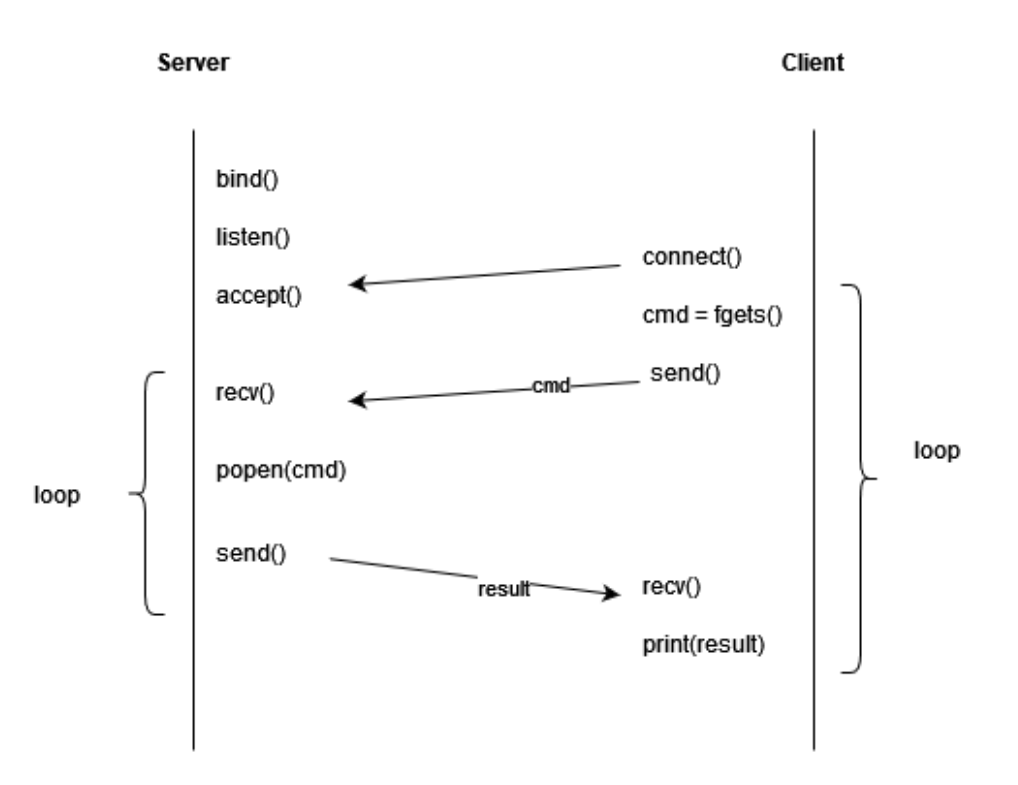 Server
Client
bind()
listen()
connect()
accept()
cmd = fgets()
send()
cmd
recv()
loop
popen(cmd)
loop
send()
result
recv()
print(result)